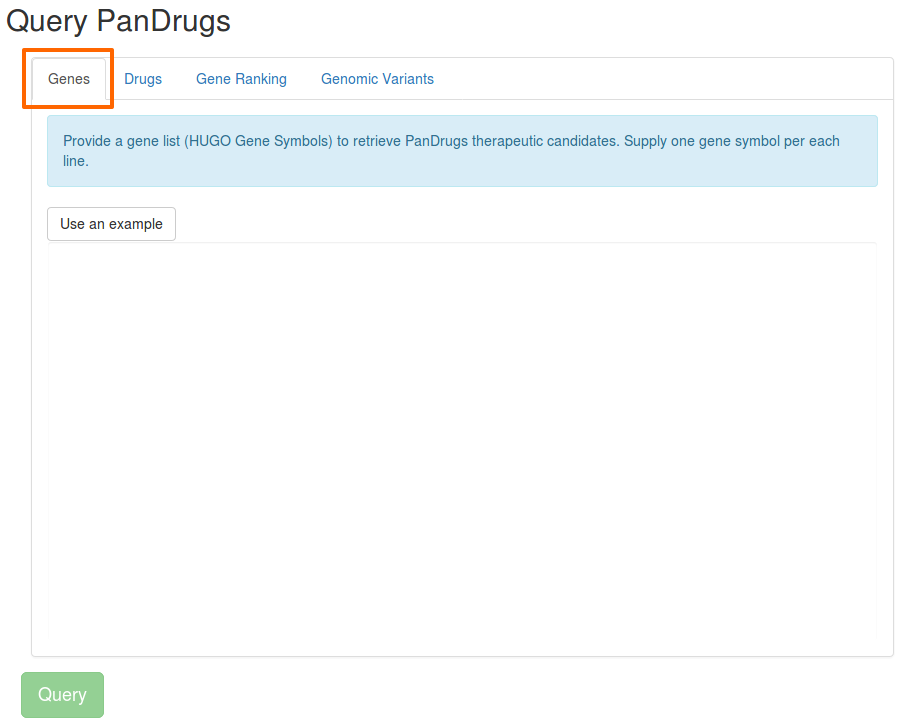 Query PanDrugs
Genes Drugs Gene Ranking Genomic Variants
Provide a gene list (HUGO Gene Symbols) to retrieve PanDrugs therapeutic candidates. Supply one gene symbol per each
line.
Use an example
Query